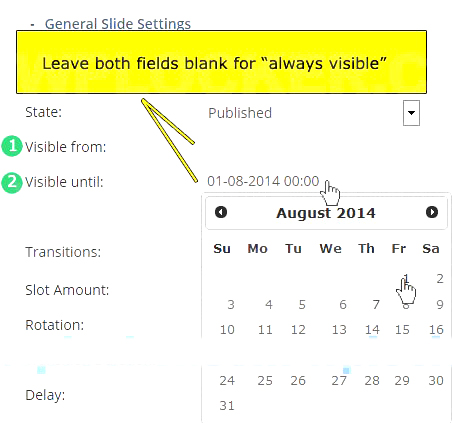 - General Slide Settings
Leave both fields blank for “always visible”
State: Published
1 Visible from:
2 Visible until: 01-08-2014 00:00
August 2014
Su Mo Tu We Th Fr Sa
Transitions: 1 2
Slot Amount:
3 4 5 6 7 8 9
Rotation: 10 11 12 13 14 15 16
24 25 26 27 28 29 30
Delay:
31